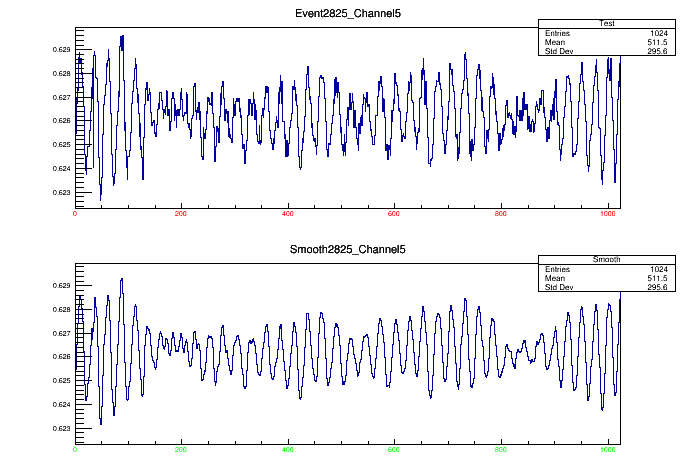 Event2825_Channel5
Test
Entries 1024
Mean 511.5
Std Dev 295.6
0.629
0.628
0.627
0.626
0.625
0.624
0.623
0 200 400 600 800 1000
Smooth2825_Channel5
Smooth
Entries 1024
Mean 511.5
Std Dev 295.6
0.629
0.628
0.627
0.626
0.625
0.624
0.623
0 200 400 600 800 1000